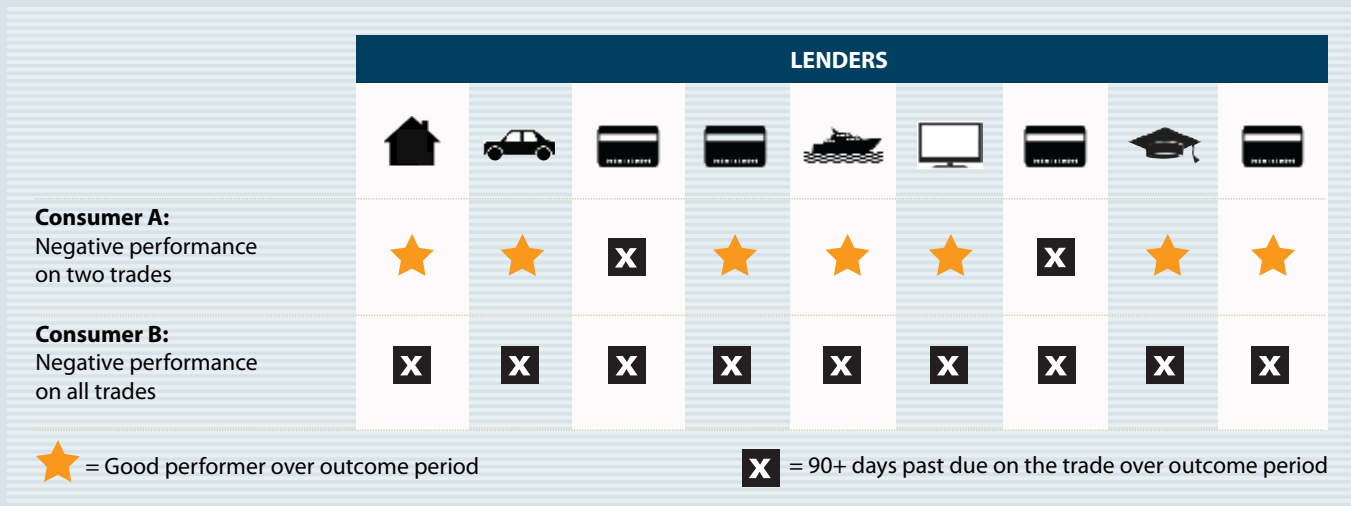 LENDERS
Consumer A:
Negative performance
on two trades
X
X
Consumer B:
Negative performance
on all trades
X
X
X
X
X
X
X
X
X
= Good performer over outcome period
X = 90+ days past due on the trade over outcome period